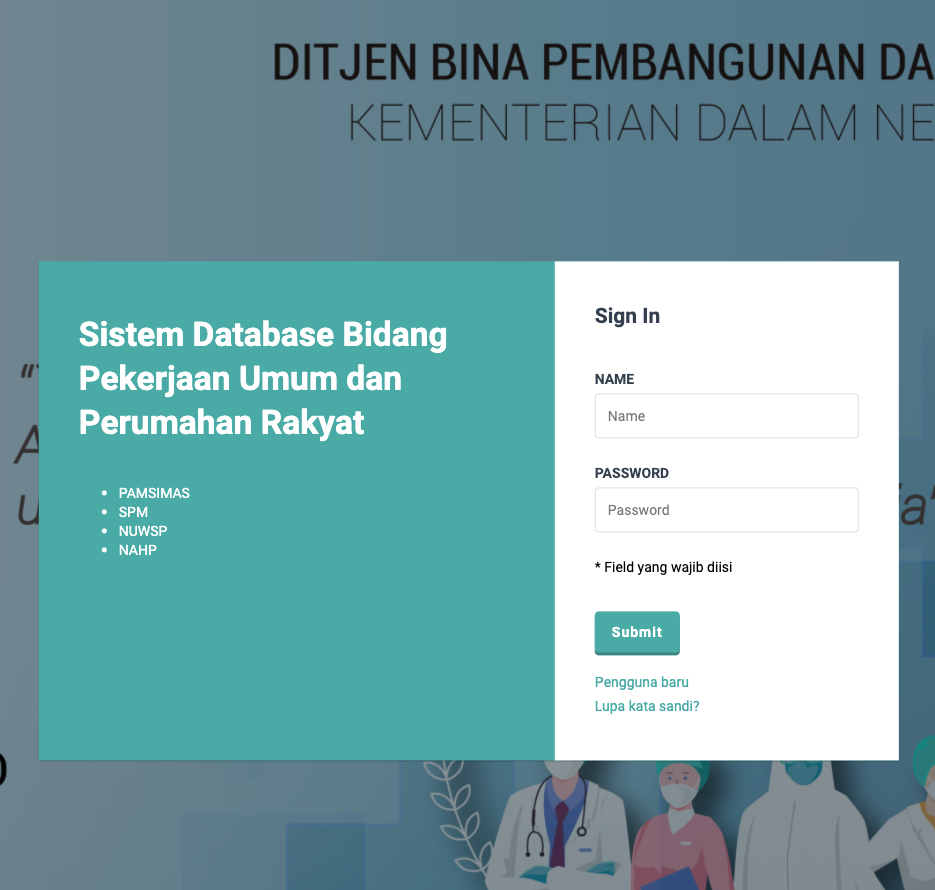 DITJEN BINA PEMBANGUNAN DA
KEMENTERIAN DALAM NE
Sistem Database Bidang
Pekerjaan Umum dan
Perumahan Rakyat
PAMSIMAS
SPM
NUWSP
NAHP
Sign In
NAME
Name
PASSWORD
Password
* Field yang wajib diisi
Submit
Pengguna baru
Lupa kata sandi?